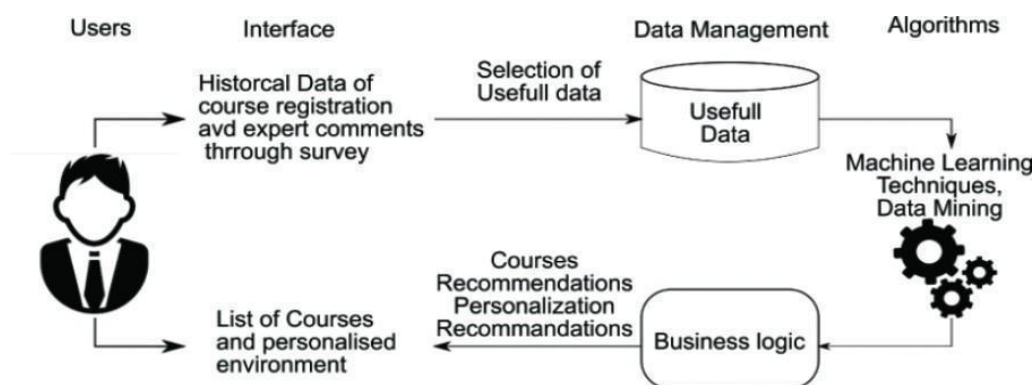 Users
Interface
Data Management
Algorithms
Historcal Data of
course registration
avd expert comments
thrrough survey
Selection of
Usefull data
Usefull
Data
Machine Learning
Techniques,
Data Mining
List of Courses
and personalised
environment
Courses
Recommendations
Personalization
Recommandations
Business logic